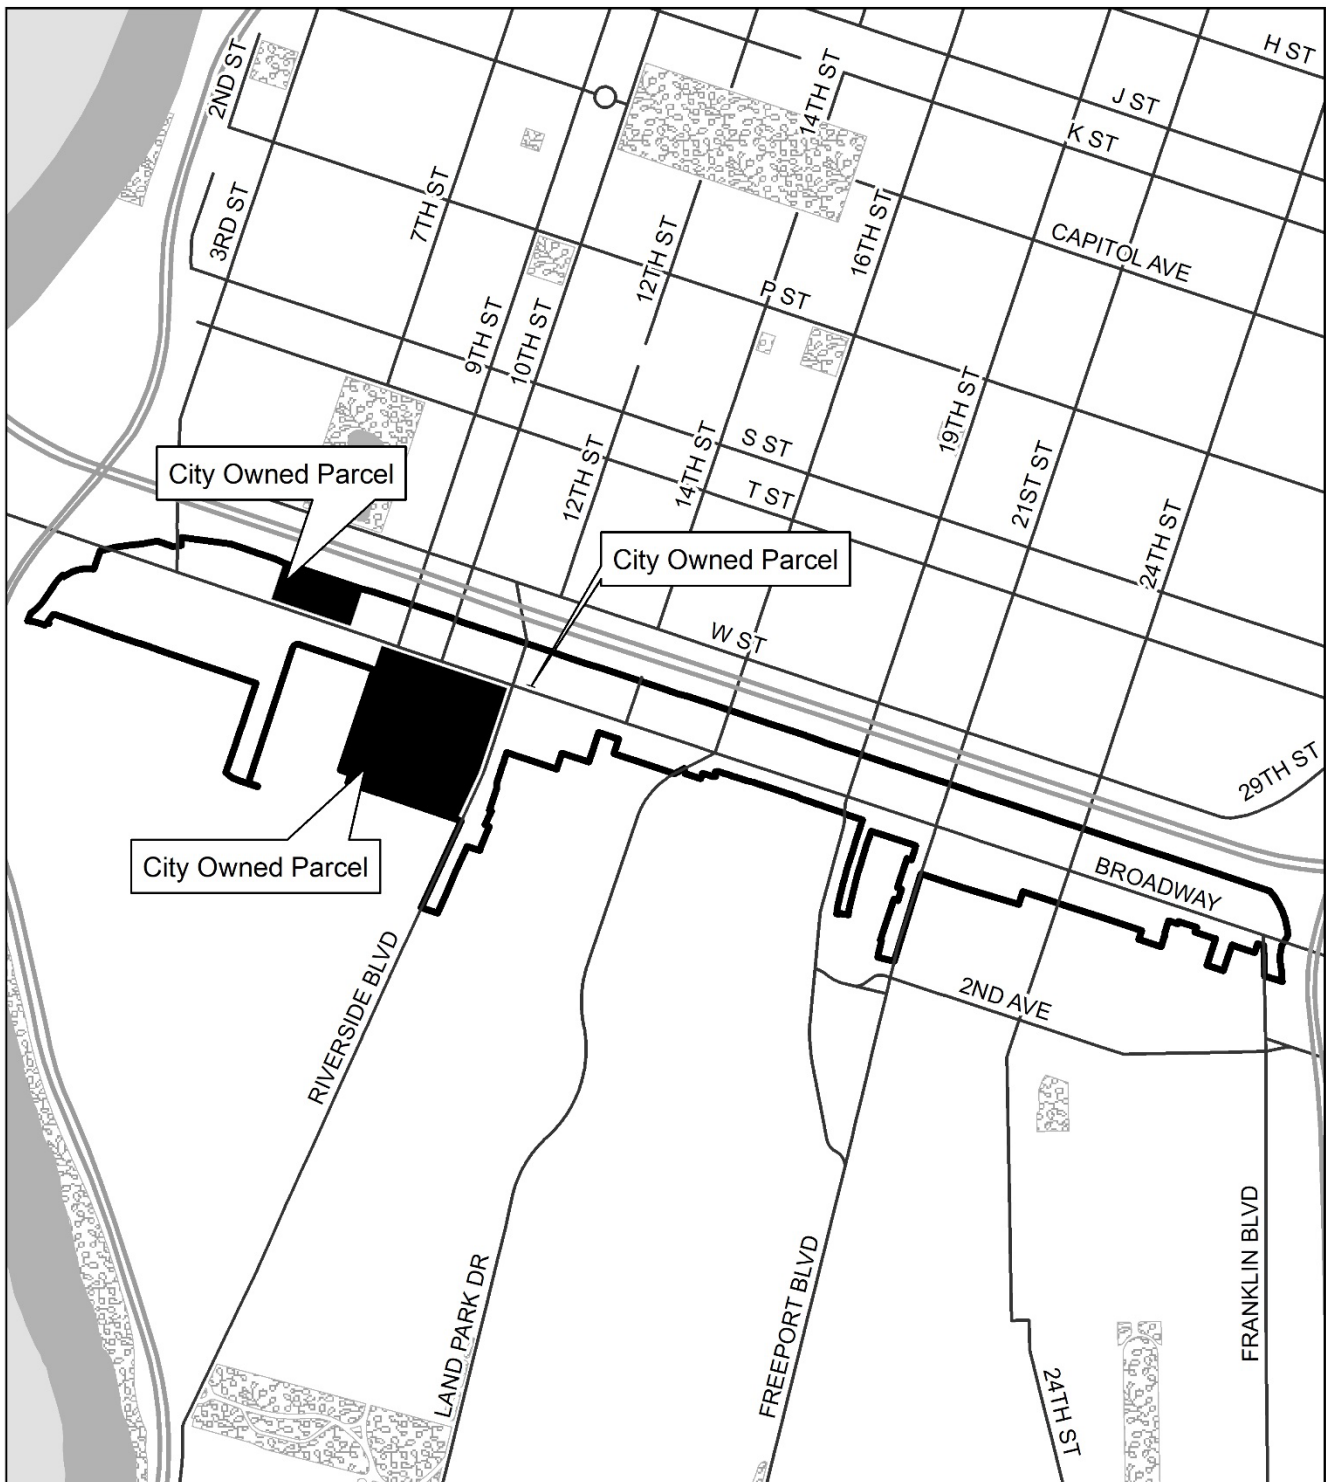 H ST
2ND ST
14TH ST
J ST
K ST
7TH ST
3RD ST
16TH ST
12TH ST
CAPITOL AVE
P ST
9TH ST
10TH ST
19TH ST
S ST
12TH ST
14TH ST
21ST ST
City Owned Parcel
T ST
24TH ST
City Owned Parcel
W ST
29TH ST
City Owned Parcel
BROADWAY
RIVERSIDE BLVD
2ND AVE
LAND PARK DR
FREEPORT BLVD
FRANKLIN BLVD
24TH ST